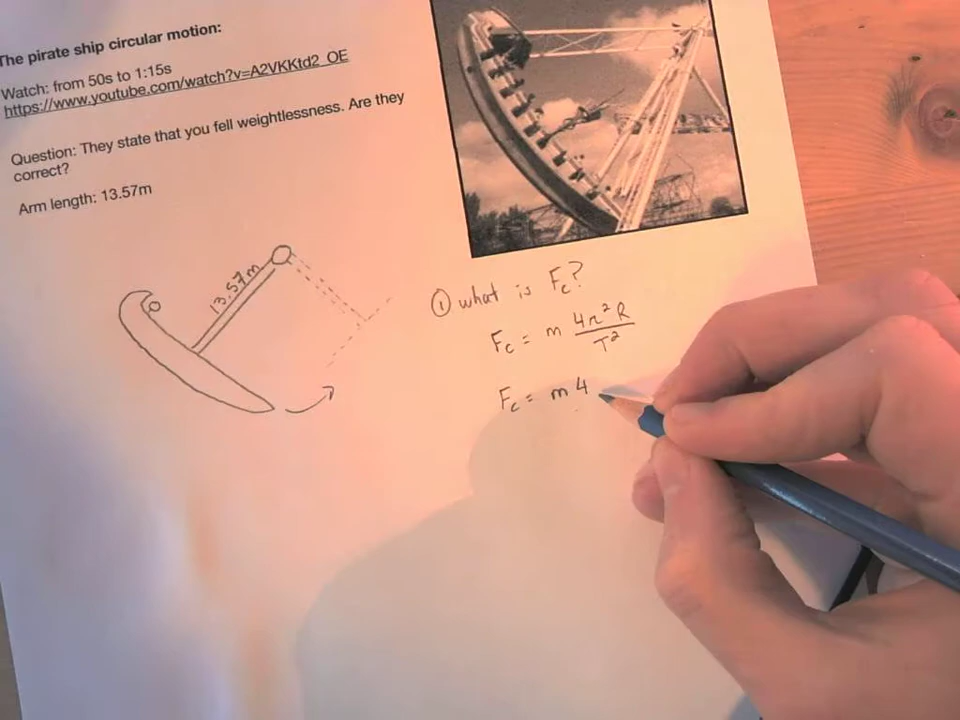 The pirate ship circular motion:
Watch: from 50s to 1:15s
https://www.youtube.com/watch?v=A2VKKtd2_OE
Question: They state that you fell weightlessness. Are they
correct?
Arm length: 13.57m
13.57m
① what is Fc?
Fc = m 4π²R/T²
Fc = m 4